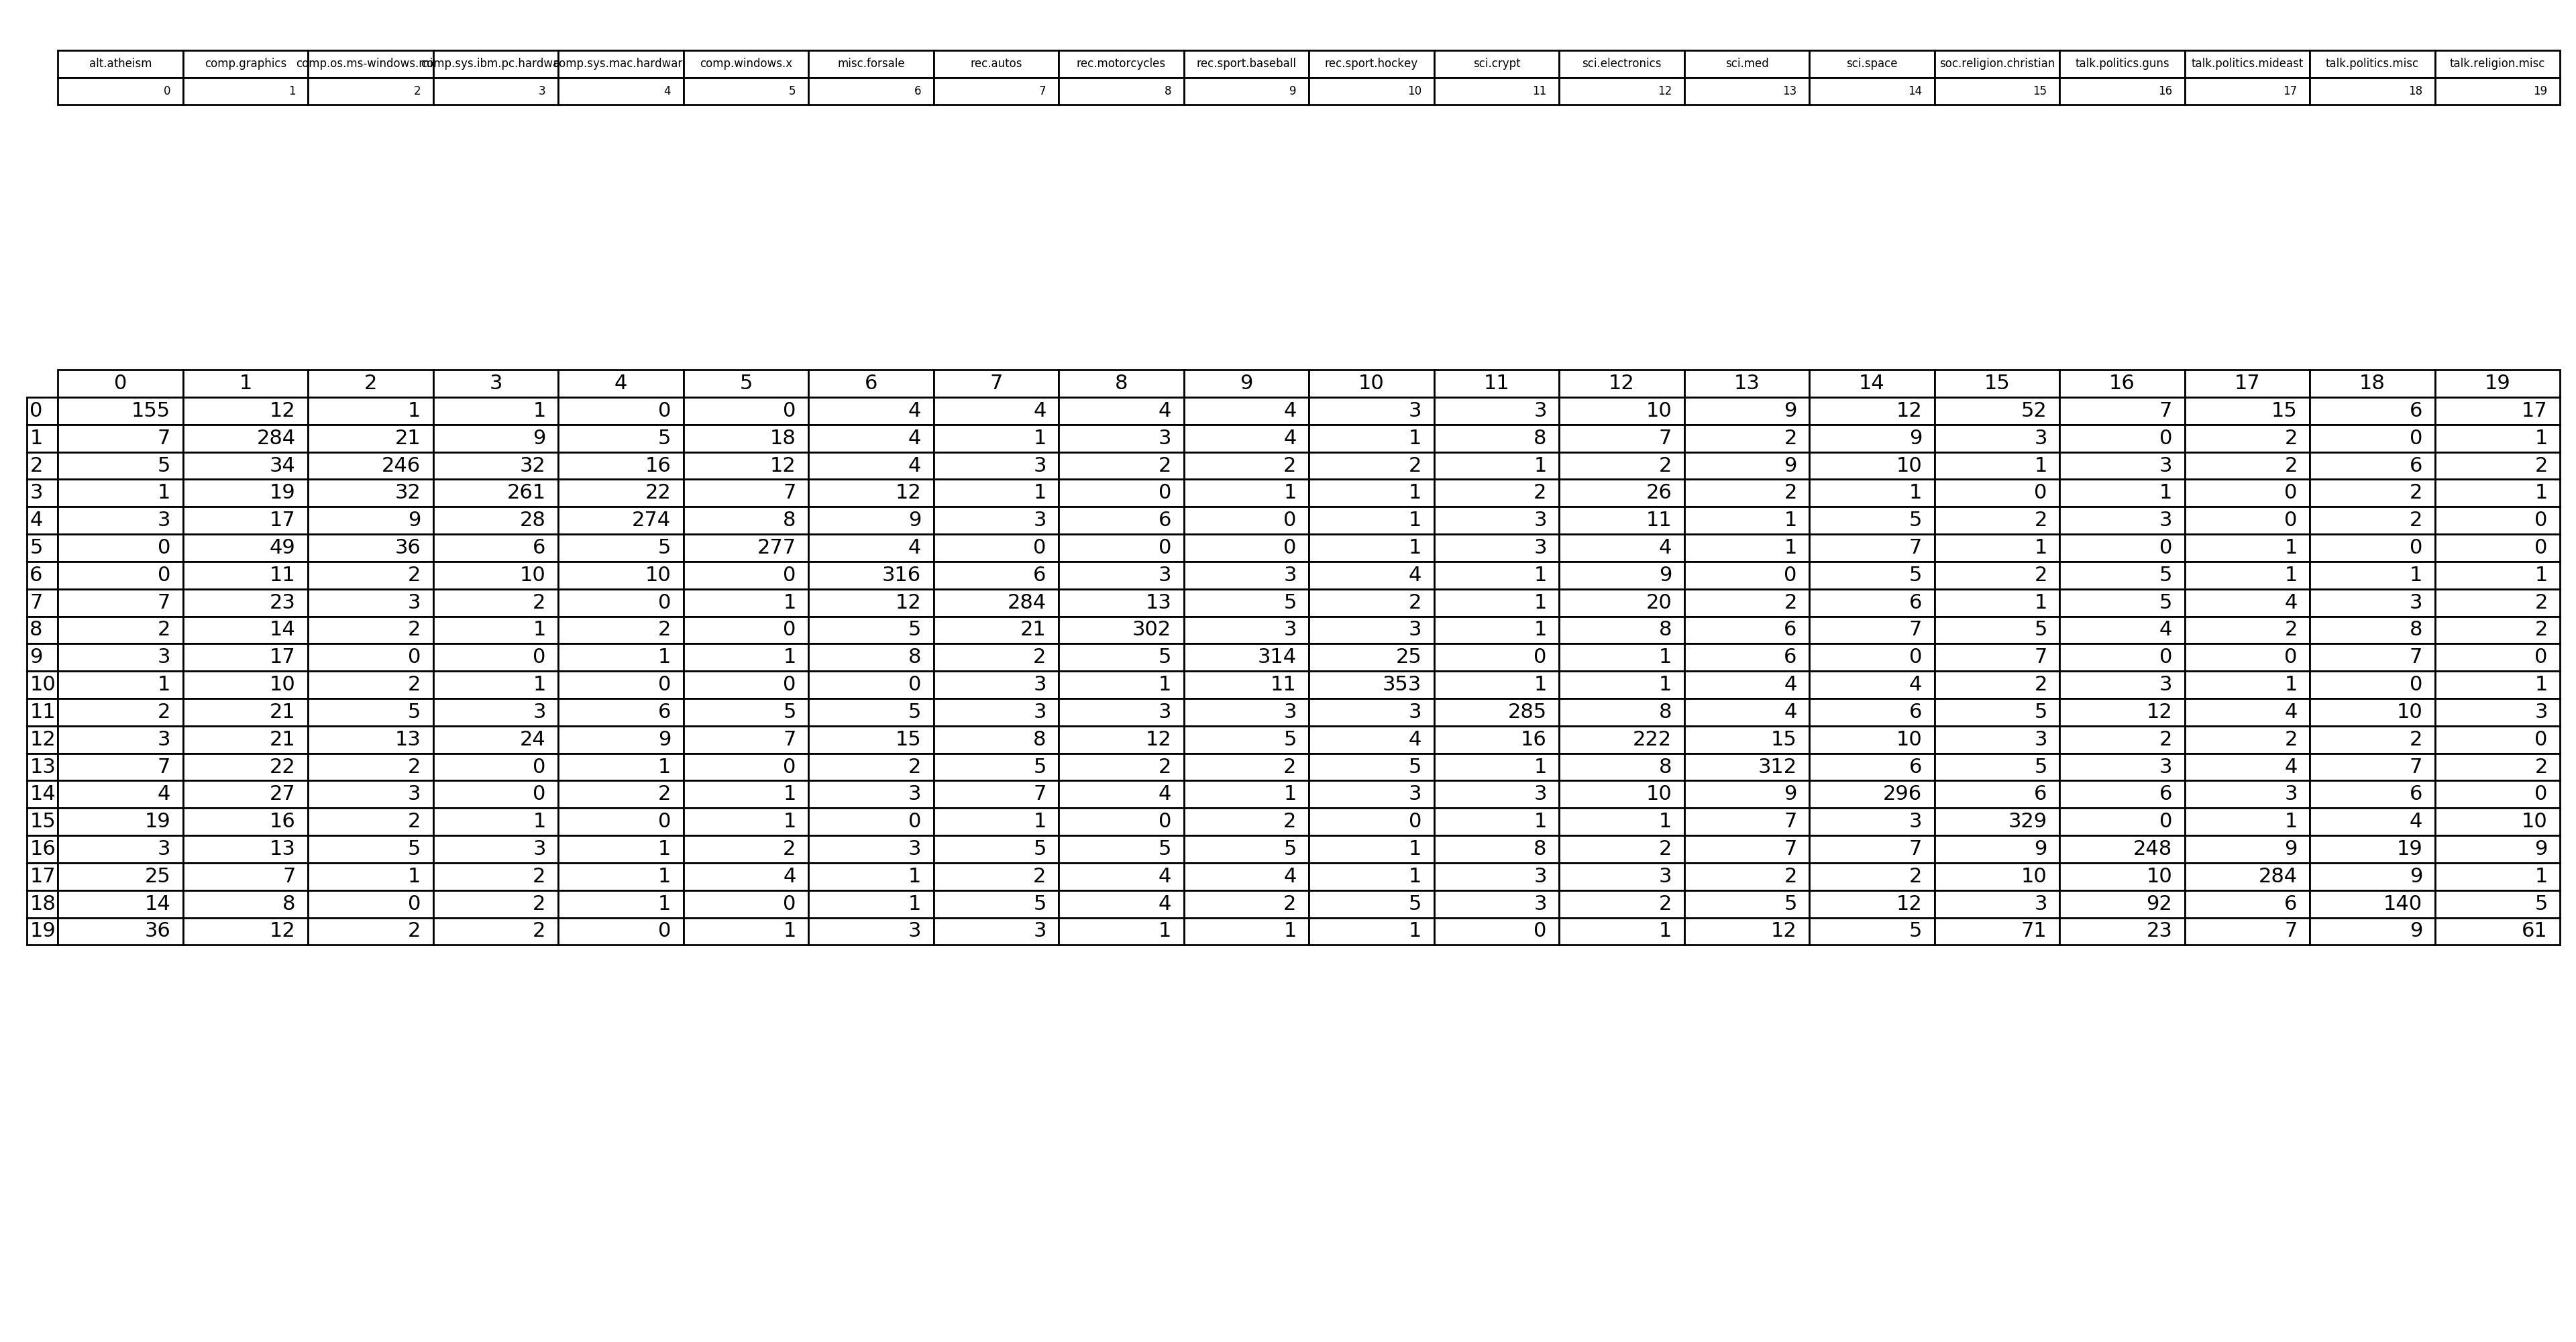 alt.atheism comp.graphics comp.os.ms-windows.mi comp.sys.ibm.pc.hardwa comp.sys.mac.hardwar comp.windows.x misc.forsale rec.autos rec.motorcycles rec.sport.baseball rec.sport.hockey sci.crypt sci.electronics sci.med sci.space soc.religion.christian talk.politics.guns talk.politics.mideast talk.politics.misc talk.religion.misc
0 1 2 3 4 5 6 7 8 9 10 11 12 13 14 15 16 17 18 19
0 1 2 3 4 5 6 7 8 9 10 11 12 13 14 15 16 17 18 19
0 155 12 1 1 0 0 4 4 4 4 3 3 10 9 12 52 7 15 6 17
1 7 284 21 9 5 18 4 1 3 4 1 8 7 2 9 3 0 2 0 1
2 5 34 246 32 16 12 4 3 2 2 2 1 2 9 10 1 3 2 6 2
3 1 19 32 261 22 7 12 1 0 1 1 2 26 2 1 0 1 0 2 1
4 3 17 9 28 274 8 9 3 6 0 1 3 11 1 5 2 3 0 2 0
5 0 49 36 6 5 277 4 0 0 0 1 3 4 1 7 1 0 1 0 0
6 0 11 2 10 10 0 316 6 3 3 4 1 9 0 5 2 5 1 1 1
7 7 23 3 2 0 1 12 284 13 5 2 1 20 2 6 1 5 4 3 2
8 2 14 2 1 2 0 5 21 302 3 3 1 8 6 7 5 4 2 8 2
9 3 17 0 0 1 1 8 2 5 314 25 0 1 6 0 7 0 0 7 0
10 1 10 2 1 0 0 0 3 1 11 353 1 1 4 4 2 3 1 0 1
11 2 21 5 3 6 5 5 3 3 3 3 285 8 4 6 5 12 4 10 3
12 3 21 13 24 9 7 15 8 12 5 4 16 222 15 10 3 2 2 2 0
13 7 22 2 0 1 0 2 5 2 2 5 1 8 312 6 5 3 4 7 2
14 4 27 3 0 2 1 3 7 4 1 3 3 10 9 296 6 6 3 6 0
15 19 16 2 1 0 1 0 1 0 2 0 1 1 7 3 329 0 1 4 10
16 3 13 5 3 1 2 3 5 5 5 1 8 2 7 7 9 248 9 19 9
17 25 7 1 2 1 4 1 2 4 4 1 3 3 2 2 10 10 284 9 1
18 14 8 0 2 1 0 1 5 4 2 5 3 2 5 12 3 92 6 140 5
19 36 12 2 2 0 1 3 3 1 1 1 0 1 12 5 71 23 7 9 61